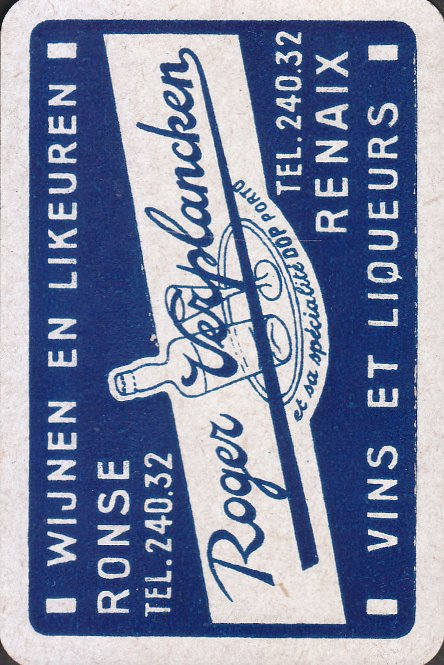 WIJNEN EN LIKEUREN
RONSE
TEL. 240.32
Roger Verplancken
et sa spécialité DOP PORTO
TEL. 240.32
RENAIX
VINS ET LIQUEURS